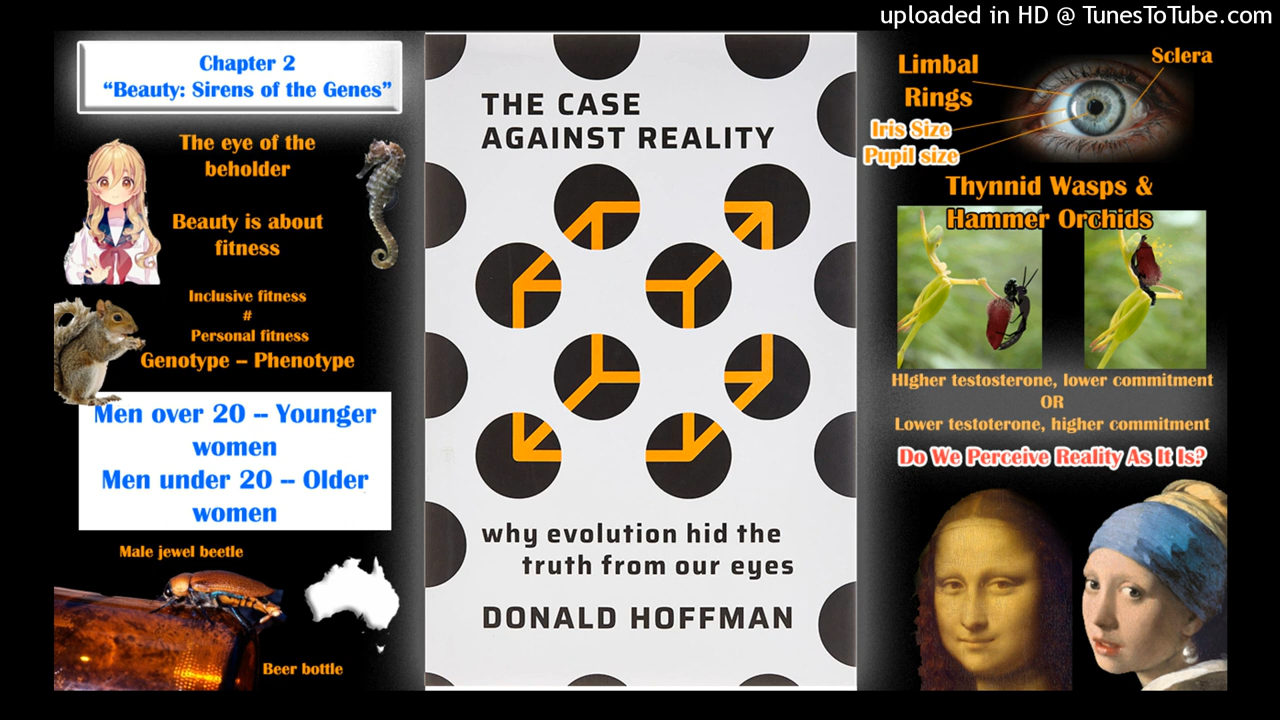 uploaded in HD @ TunesToTube.com
Chapter 2
“Beauty: Sirens of the Genes”
The eye of the
beholder
Beauty is about
fitness
Inclusive fitness
#
Personal fitness
Genotype -- Phenotype
Men over 20 -- Younger
women
Men under 20 -- Older
women
Male jewel beetle
Beer bottle
THE CASE
AGAINST REALITY
why evolution hid the
truth from our eyes
DONALD HOFFMAN
Limbal
Rings
Sclera
Iris Size
Pupil size
Thynnid Wasps &
Hammer Orchids
HIgher testosterone, lower commitment
OR
Lower testoterone, higher commitment
Do We Perceive Reality As It Is?